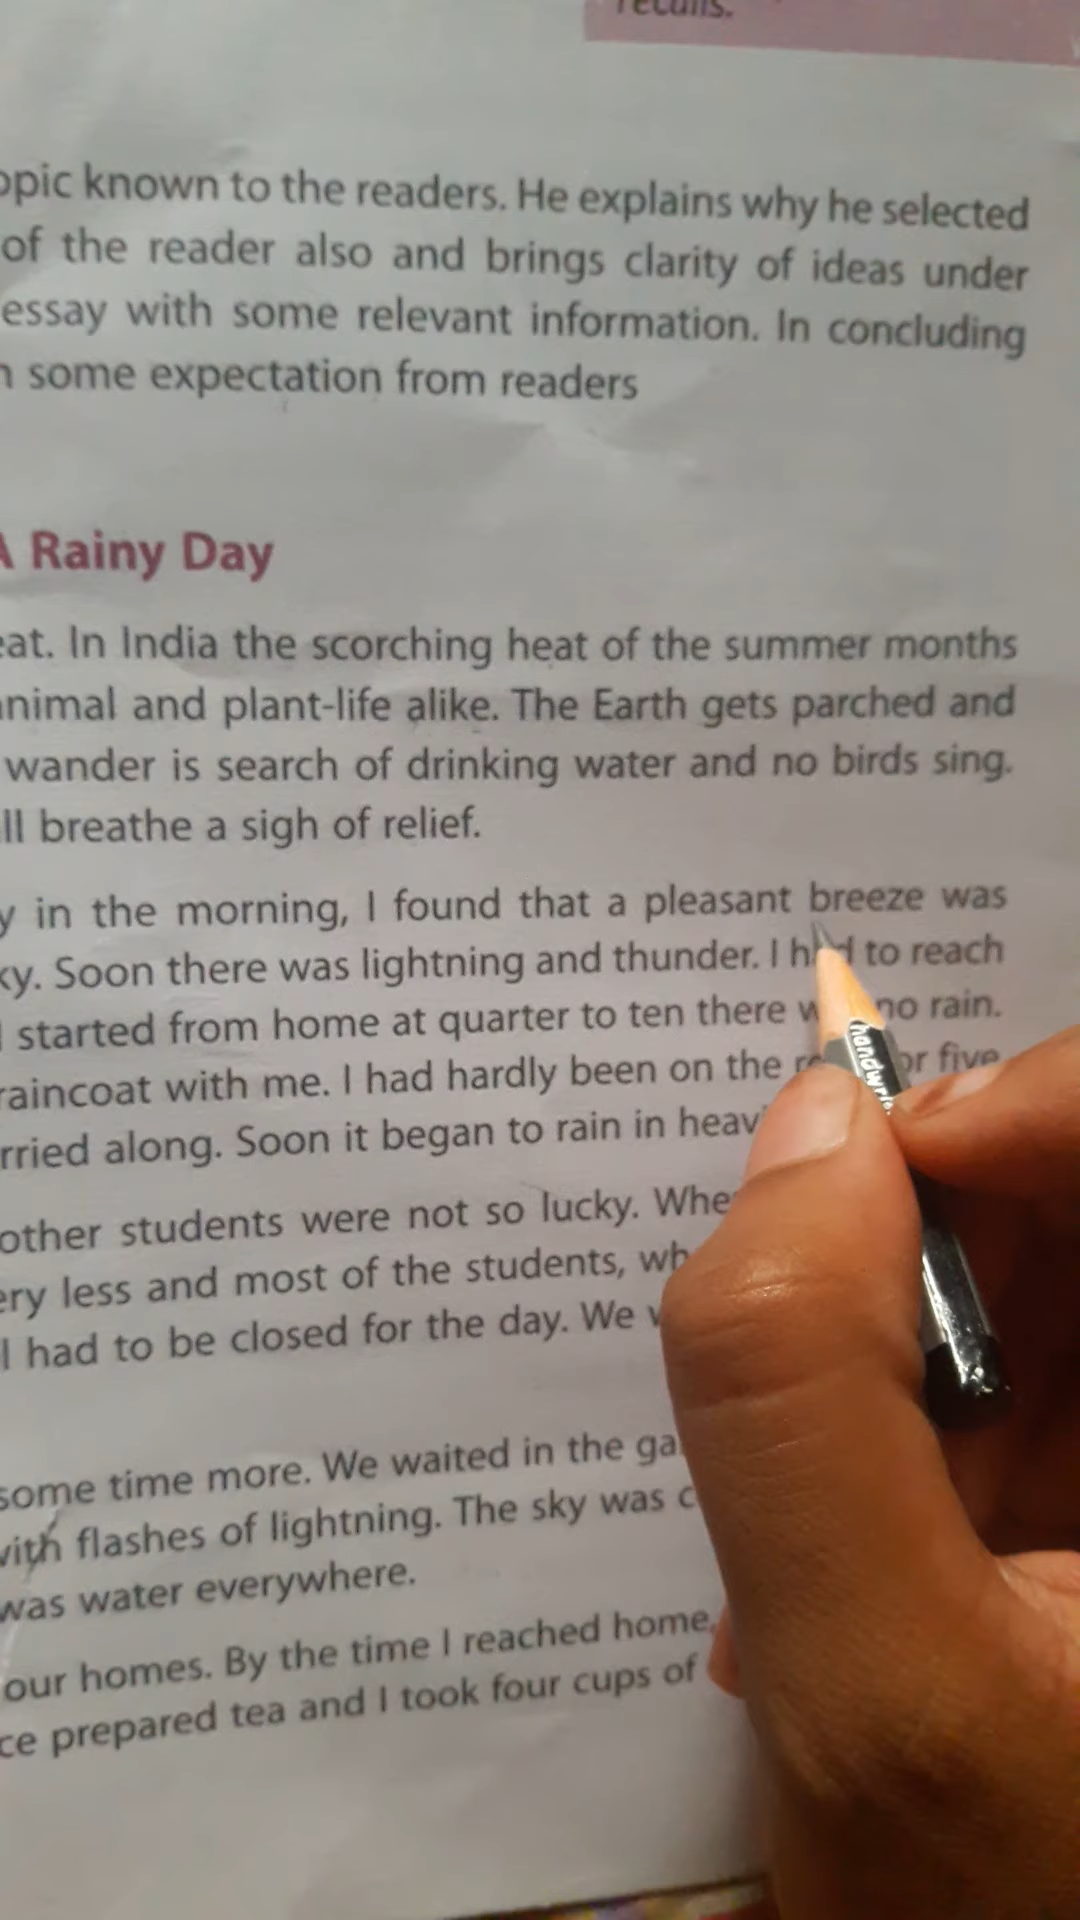 recalls.
opic known to the readers. He explains why he selected
of the reader also and brings clarity of ideas under
essay with some relevant information. In concluding
some expectation from readers
A Rainy Day
eat. In India the scorching heat of the summer months
animal and plant-life alike. The Earth gets parched and
wander is search of drinking water and no birds sing.
ll breathe a sigh of relief.
y in the morning, I found that a pleasant breeze was
ky. Soon there was lightning and thunder. I had to reach
I started from home at quarter to ten there w no rain.
raincoat with me. I had hardly been on the or five
rried along. Soon it began to rain in heav
other students were not so lucky. Whe
ery less and most of the students, wh
l had to be closed for the day. We
some time more. We waited in the ga
with flashes of lightning. The sky was c
was water everywhere.
our homes. By the time I reached home,
ce prepared tea and I took four cups of
handwri